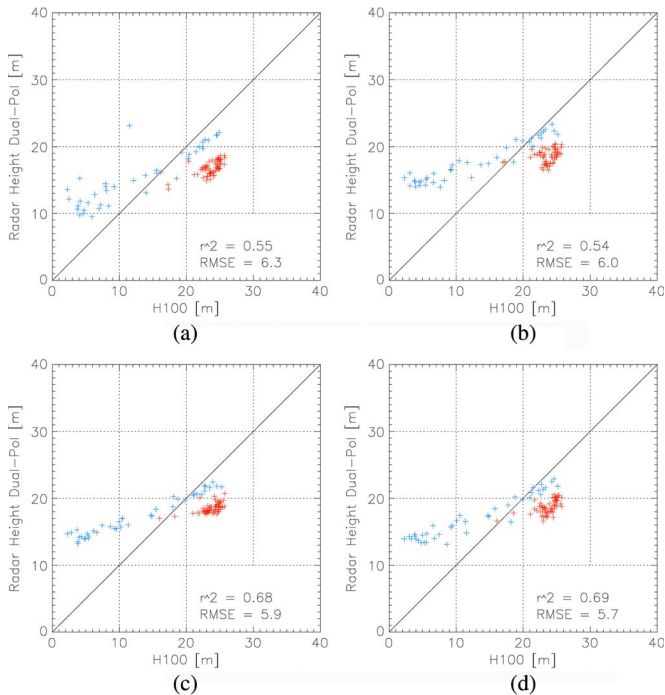 40
30
20
10
0
Radar Height Dual-Pol [m]
r^2 = 0.55
RMSE = 6.3
0 10 20 30 40
H100 [m]
(a)
40
30
20
10
0
Radar Height Dual-Pol [m]
r^2 = 0.54
RMSE = 6.0
0 10 20 30 40
H100 [m]
(b)
40
30
20
10
0
Radar Height Dual-Pol [m]
r^2 = 0.68
RMSE = 5.9
0 10 20 30 40
H100 [m]
(c)
40
30
20
10
0
Radar Height Dual-Pol [m]
r^2 = 0.69
RMSE = 5.7
0 10 20 30 40
H100 [m]
(d)